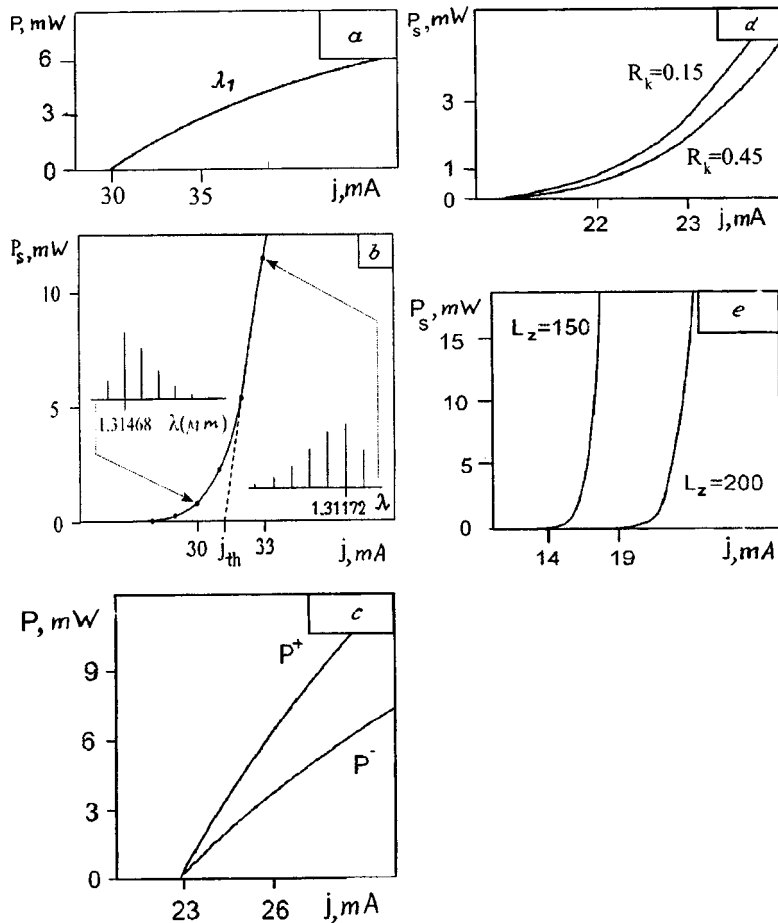 P, mW
a
6
3
0
λ1
30
35
j, mA
Ps, mW
d
3
1
0
Rk=0.15
Rk=0.45
22
23
j, mA
Ps, mW
b
10
5
0
1.31468 λ(μm)
1.31172 λ
30
jth
33
j, mA
Ps, mW
e
15
10
5
0
Lz=150
Lz=200
14
19
j, mA
P, mW
c
9
6
3
0
P+
P-
23
26
j, mA